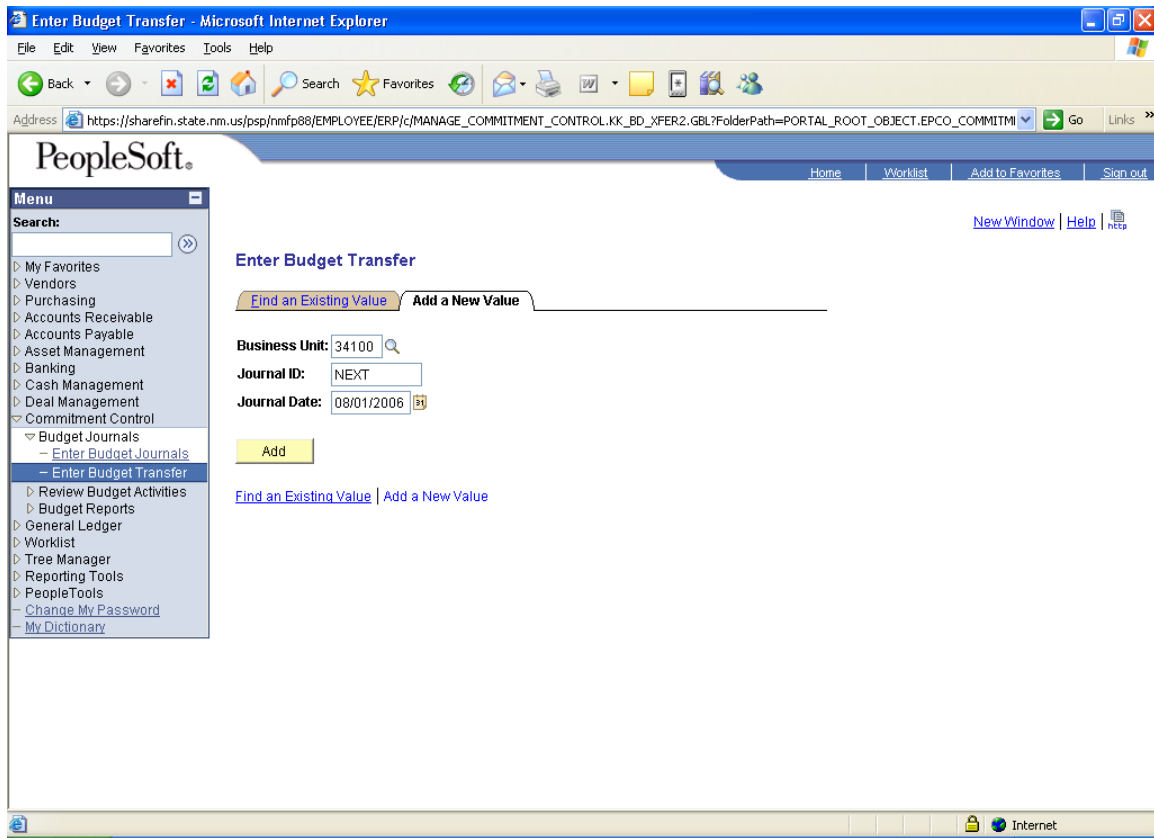 Enter Budget Transfer - Microsoft Internet Explorer
File Edit View Favorites Tools Help
Back Search Favorites
Address https://sharefin.state.nm.us/psp/nmfp88/EMPLOYEE/ERP/c/MANAGE_COMMITMENT_CONTROL.KK_BD_XFER2.GBL?FolderPath=PORTAL_ROOT_OBJECT.EPCO_COMMITMI Go Links »
PeopleSoft.
Home Worklist Add to Favorites Sign out
Menu
New Window | Help | http
Search:
My Favorites
Vendors
Purchasing
Accounts Receivable
Accounts Payable
Asset Management
Banking
Cash Management
Deal Management
Commitment Control
Budget Journals
– Enter Budget Journals
– Enter Budget Transfer
Review Budget Activities
Budget Reports
General Ledger
Worklist
Tree Manager
Reporting Tools
PeopleTools
– Change My Password
– My Dictionary
Enter Budget Transfer
Find an Existing Value Add a New Value
Business Unit: 34100
Journal ID: NEXT
Journal Date: 08/01/2006 31
Add
Find an Existing Value | Add a New Value
Internet